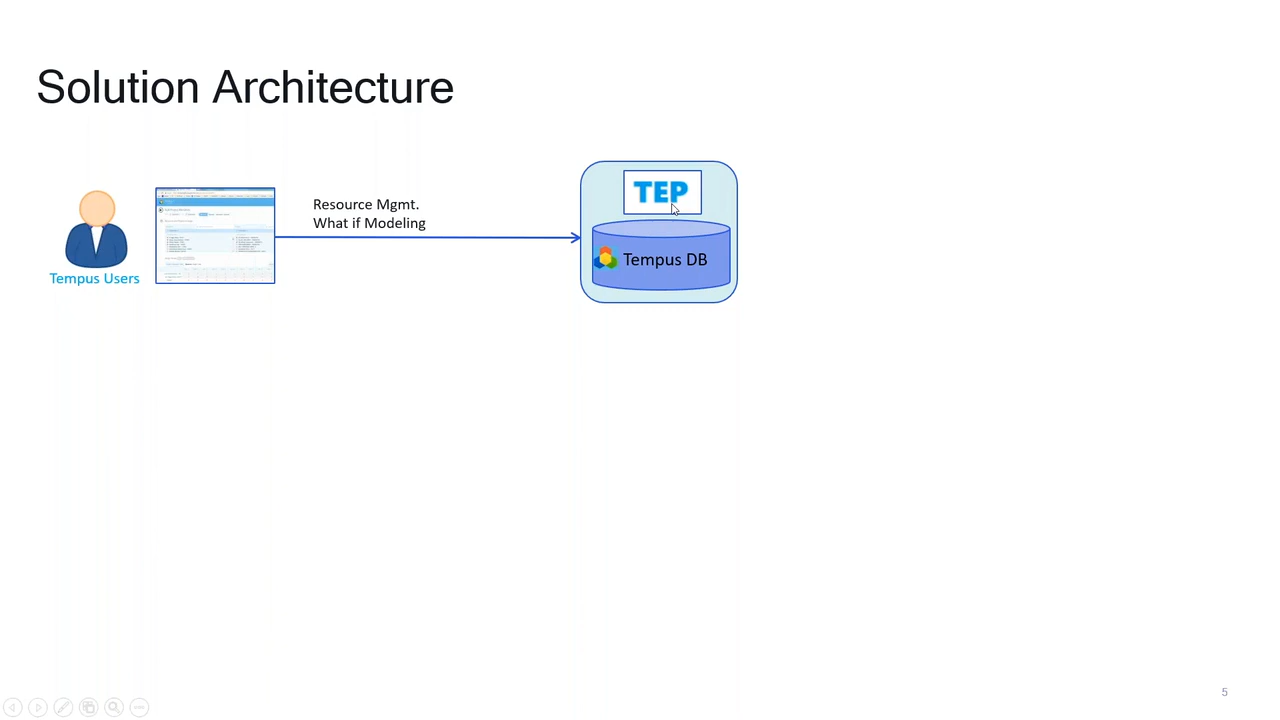 Solution Architecture
Resource Mgmt.
What if Modeling
TEP
Tempus DB
Tempus Users
5